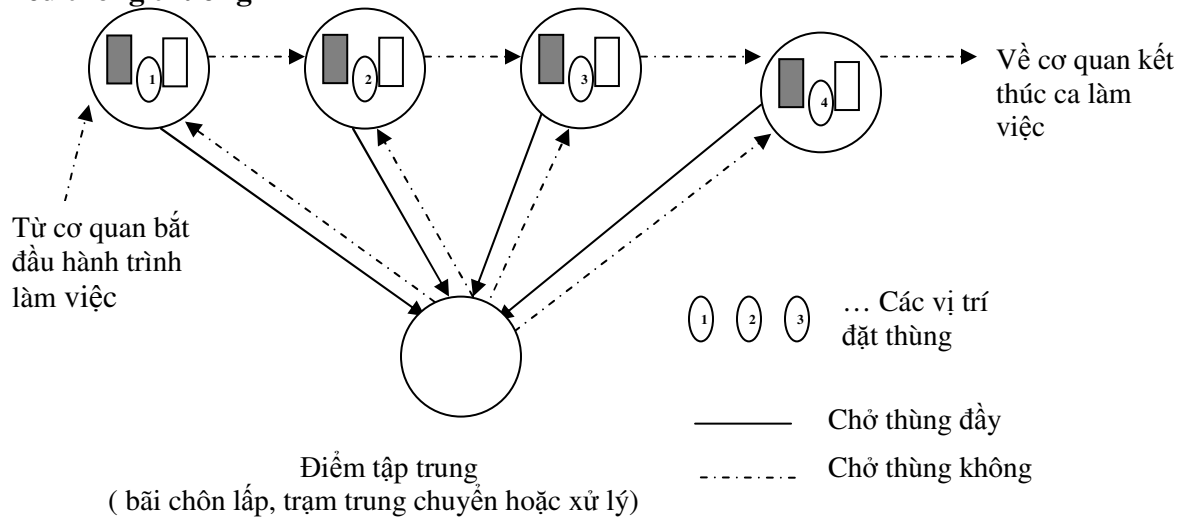 1
2
3
4
Về cơ quan kết
thúc ca làm
việc
Từ cơ quan bắt
đầu hành trình
làm việc
1 2 3 … Các vị trí
đặt thùng
Chở thùng đầy
Chở thùng không
Điểm tập trung
( bãi chôn lấp, trạm trung chuyển hoặc xử lý)